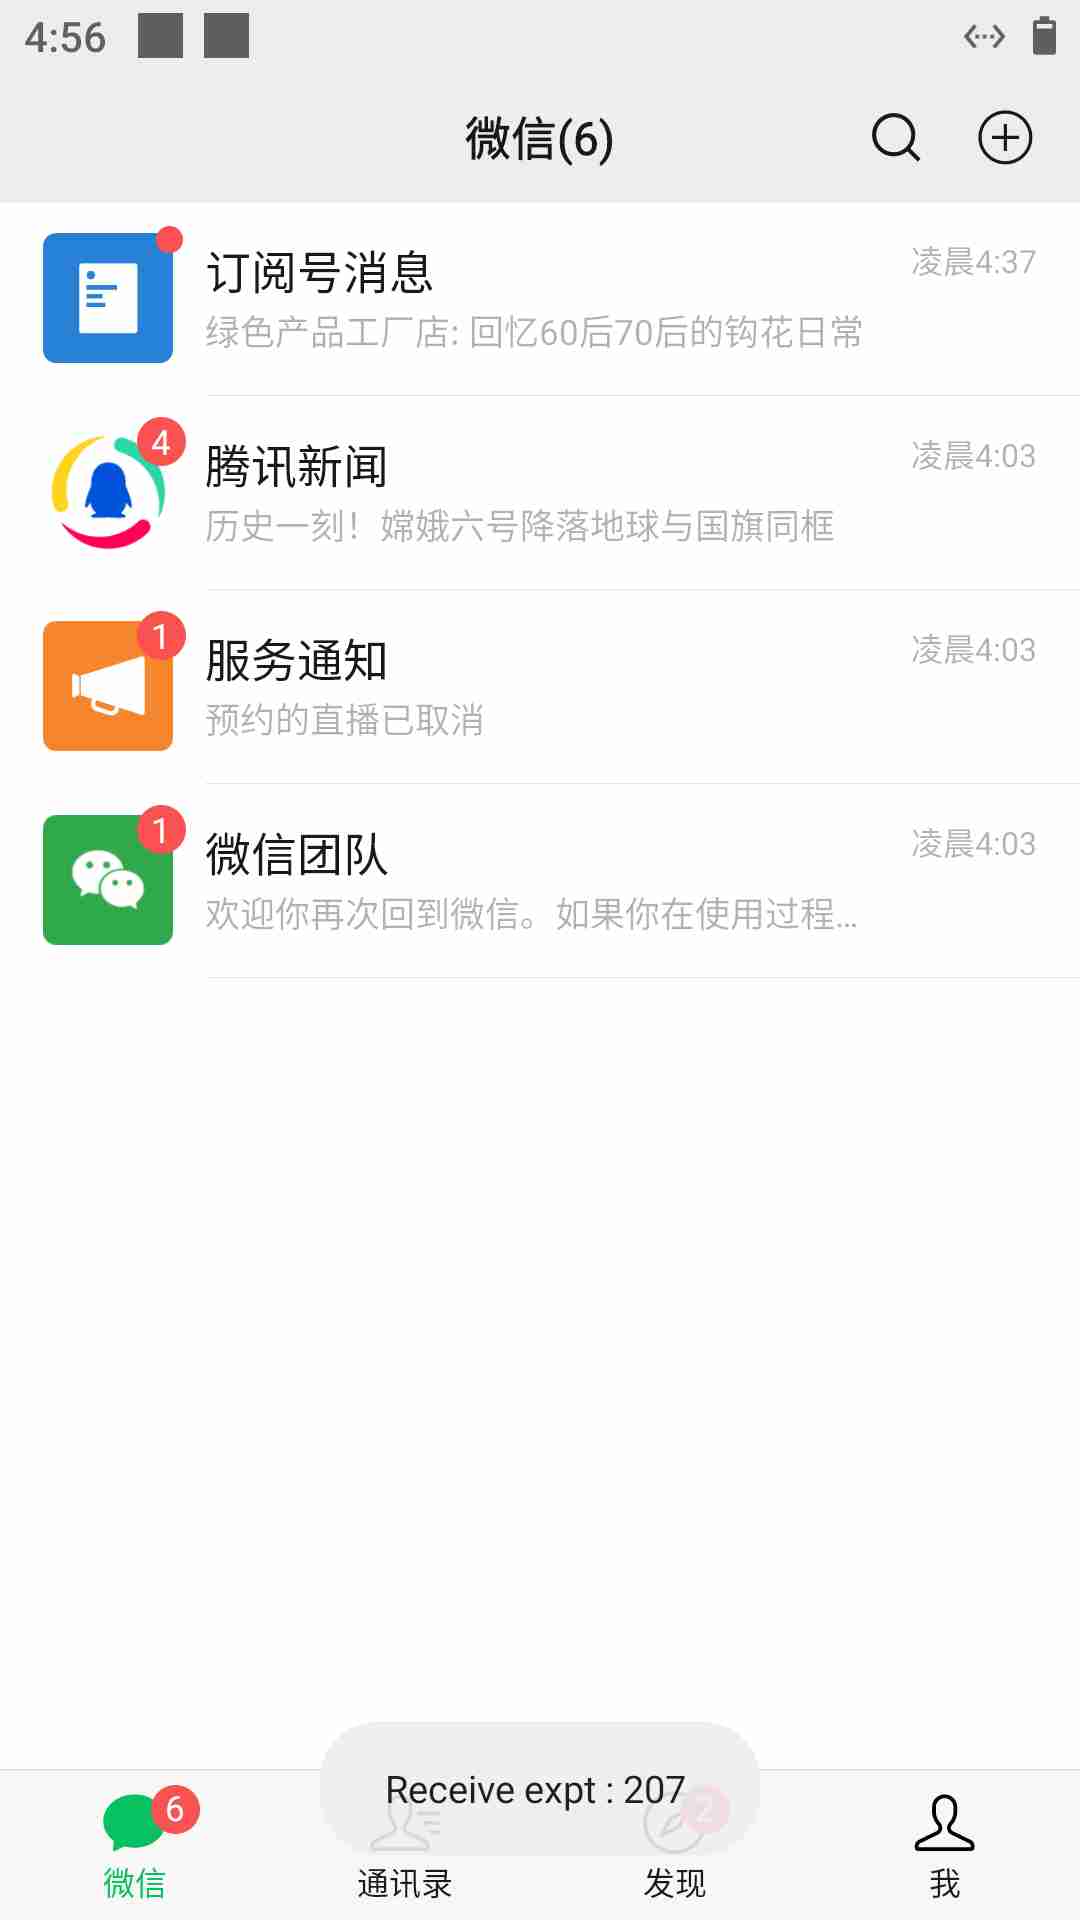 4:56
微信(6)
订阅号消息
凌晨4:37
绿色产品工厂店: 回忆60后70后的钩花日常
4
腾讯新闻
凌晨4:03
历史一刻！嫦娥六号降落地球与国旗同框
1
服务通知
凌晨4:03
预约的直播已取消
1
微信团队
凌晨4:03
欢迎你再次回到微信。如果你在使用过程...
Receive expt : 207
6
2
微信
通讯录
发现
我